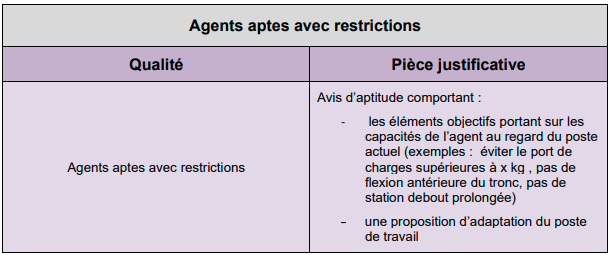 Agents aptes avec restrictions
Qualité
Pièce justificative
Agents aptes avec restrictions
Avis d'aptitude comportant :
- les éléments objectifs portant sur les
capacités de l'agent au regard du poste
actuel (exemples : éviter le port de
charges supérieures à x kg , pas de
flexion antérieure du tronc, pas de
station debout prolongée)
– une proposition d'adaptation du poste
de travail